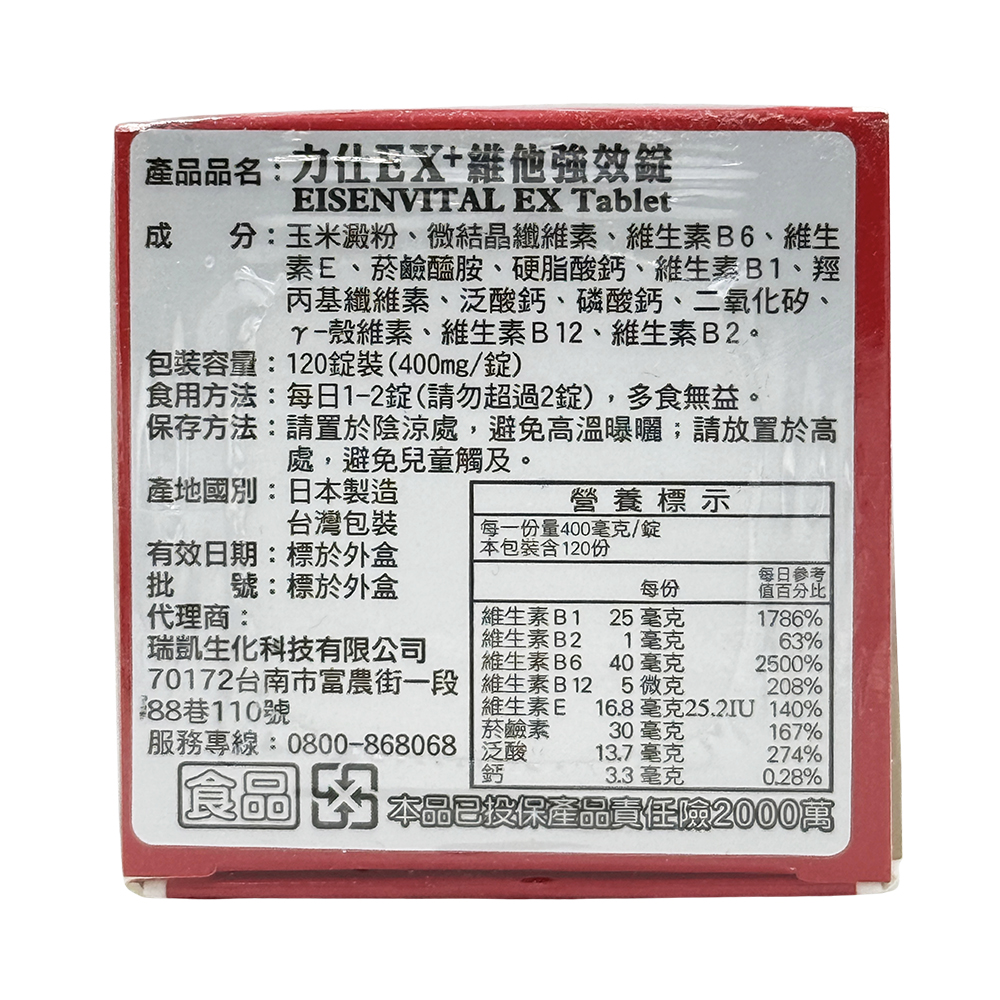 產品品名：力仕EX⁺維他強效錠
EISENVITAL EX Tablet
成　　分：玉米澱粉、微結晶纖維素、維生素B6、維生
素E、菸鹼醯胺、硬脂酸鈣、維生素B1、羥
丙基纖維素、泛酸鈣、磷酸鈣、二氧化矽、
γ-殼維素、維生素B12、維生素B2。
包裝容量：120錠裝(400mg/錠)
食用方法：每日1-2錠(請勿超過2錠)，多食無益。
保存方法：請置於陰涼處，避免高溫曝曬；請放置於高
處，避免兒童觸及。
產地國別：日本製造
台灣包裝
有效日期：標於外盒
批　　號：標於外盒
代理商：
瑞凱生化科技有限公司
70172台南市富農街一段
88巷110號
服務專線：0800-868068
營養標示
每一份量400毫克/錠
本包裝含120份
每份　每日參考值百分比
維生素B1　25 毫克　1786%
維生素B2　1 毫克　63%
維生素B6　40 毫克　2500%
維生素B12　5 微克　208%
維生素E　16.8 毫克25.2IU　140%
菸鹼素　30 毫克　167%
泛酸　13.7 毫克　274%
鈣　3.3 毫克　0.28%
食品
本品已投保產品責任險2000萬